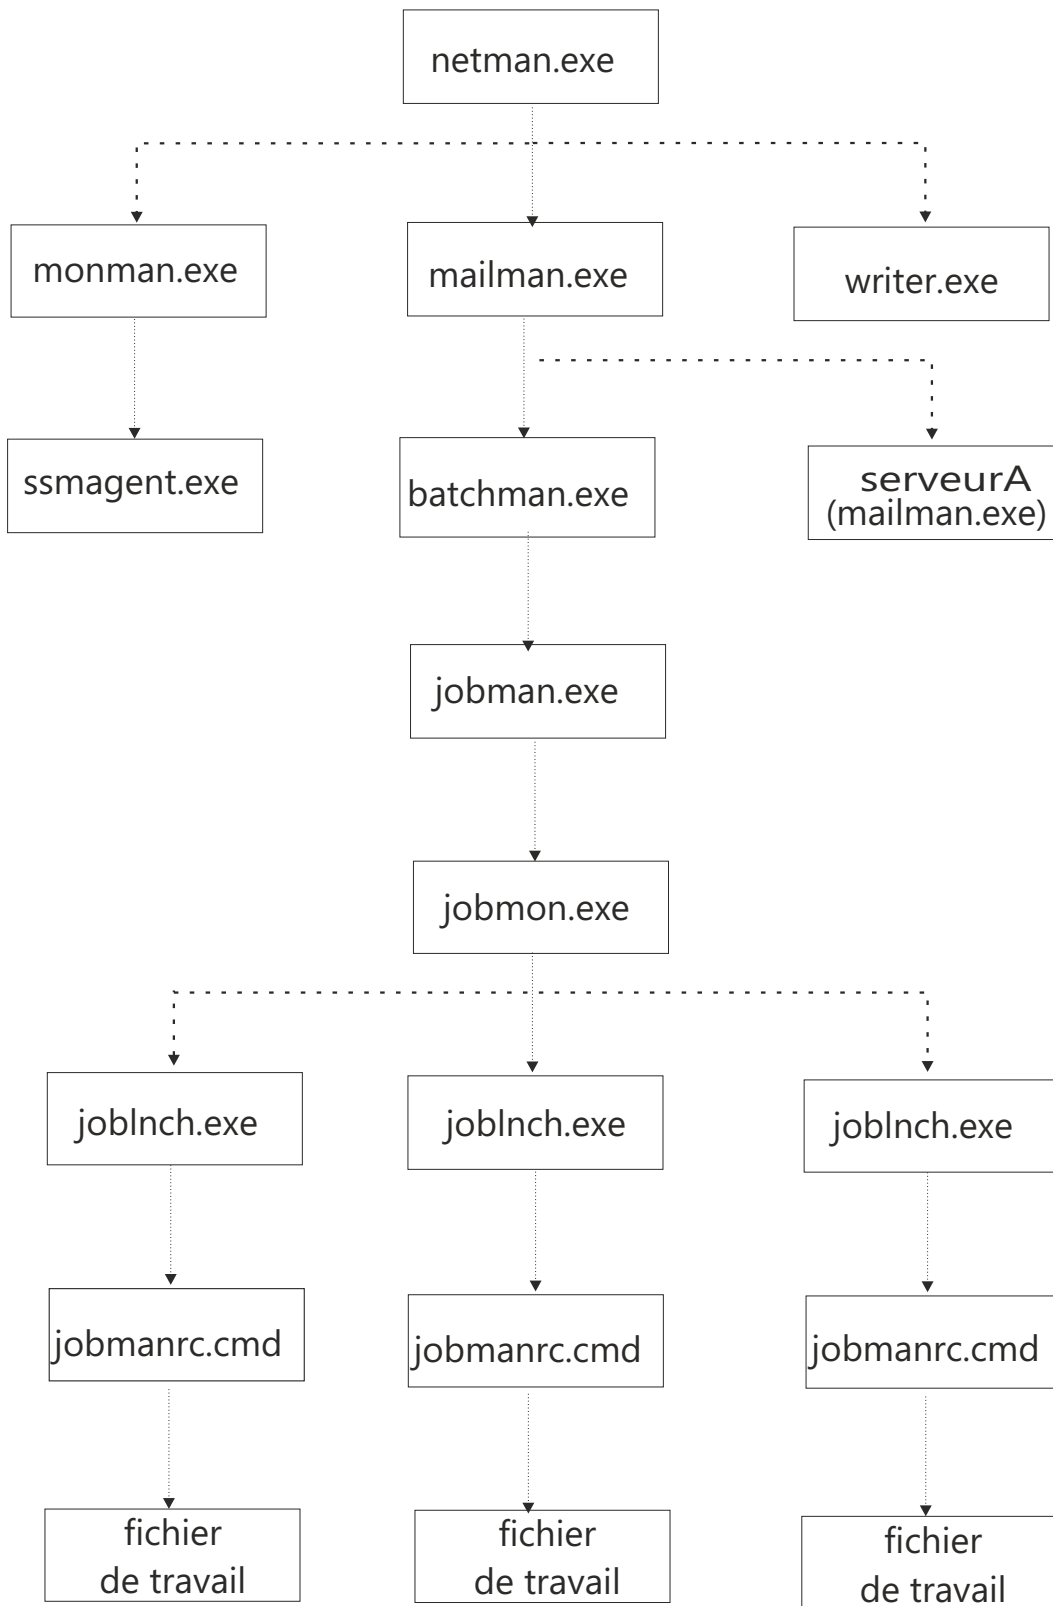 netman.exe
monman.exe
mailman.exe
writer.exe
ssmagent.exe
batchman.exe
serveurA
(mailman.exe)
jobman.exe
jobmon.exe
joblnch.exe
joblnch.exe
joblnch.exe
jobmanrc.cmd
jobmanrc.cmd
jobmanrc.cmd
fichier
de travail
fichier
de travail
fichier
de travail